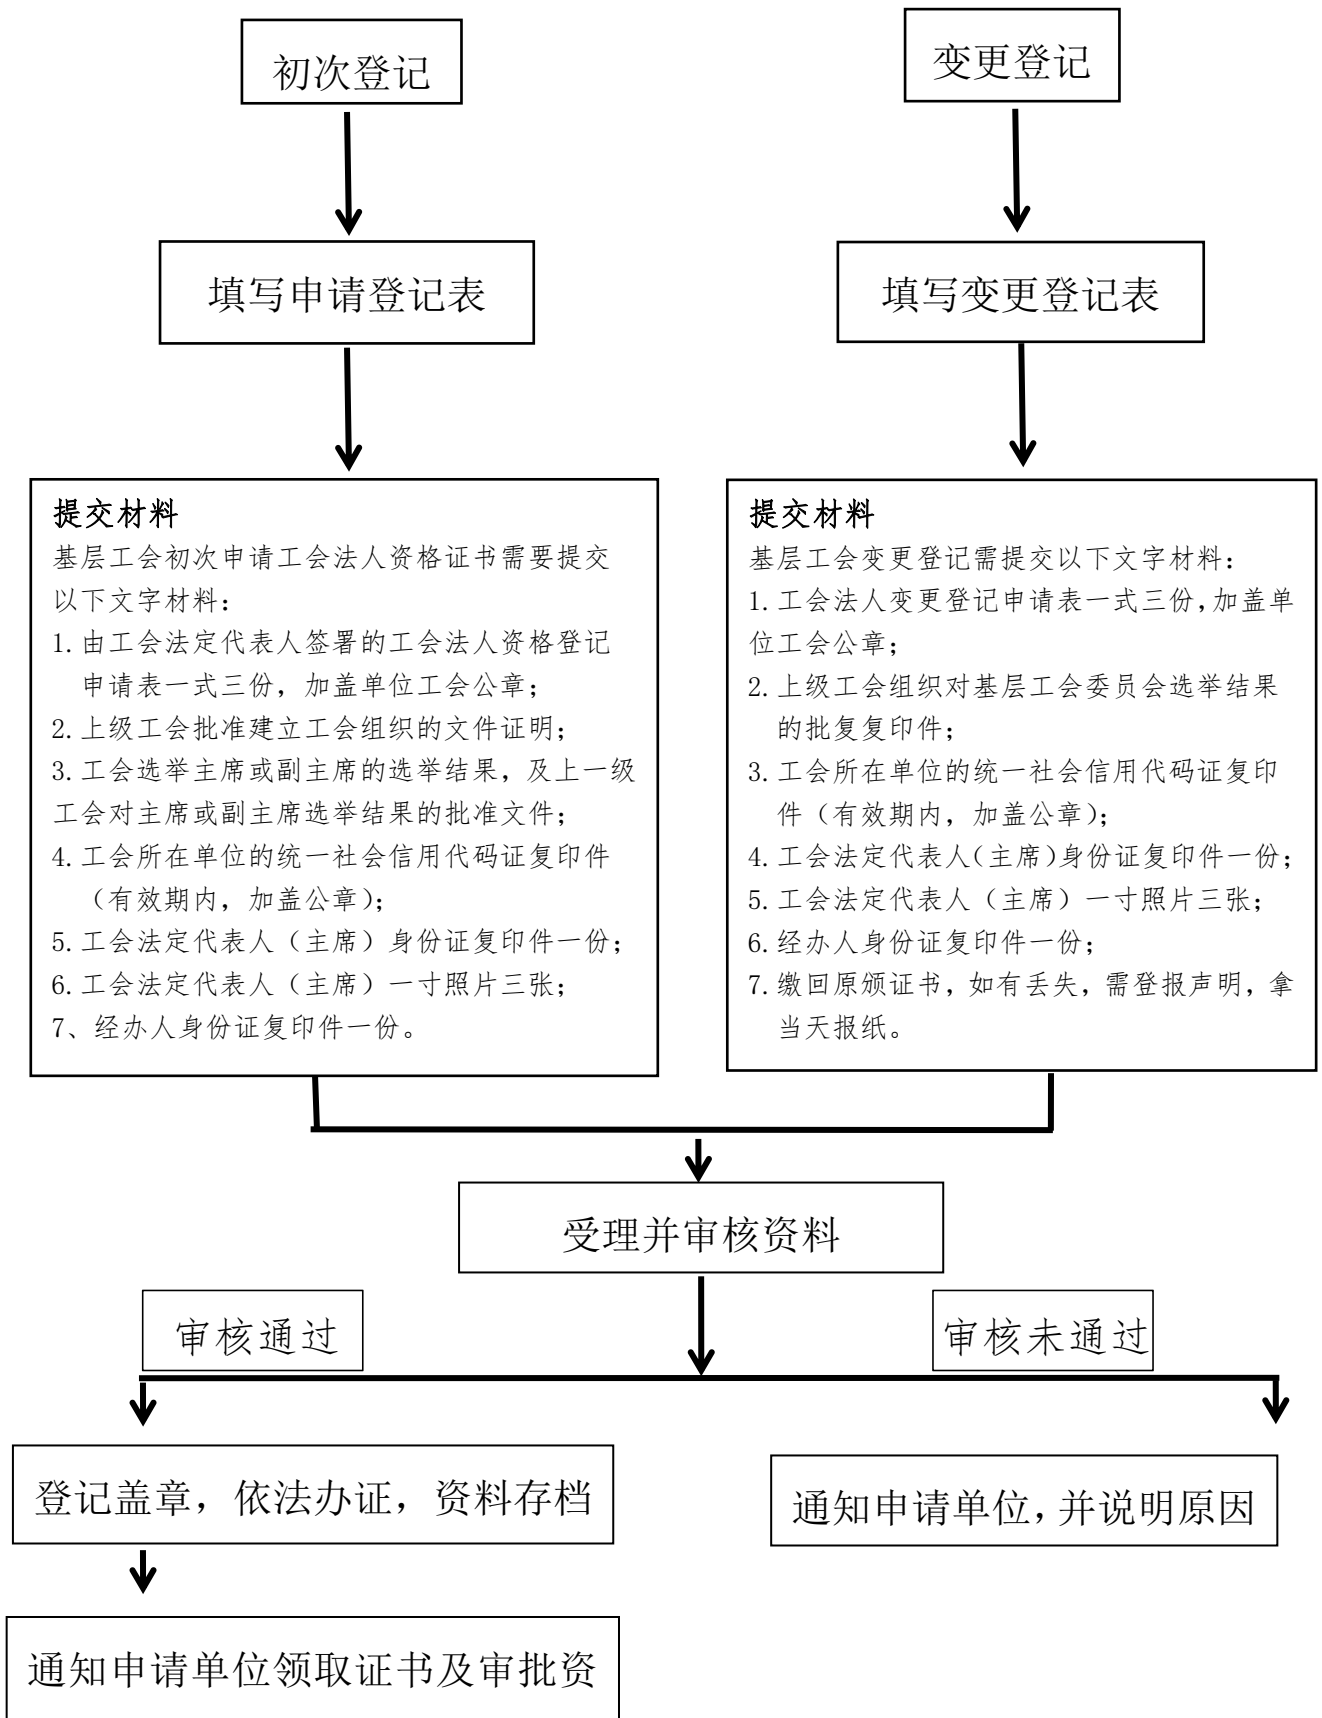 初次登记
变更登记
填写申请登记表
填写变更登记表
提交材料
基层工会初次申请工会法人资格证书需要提交
以下文字材料：
1.由工会法定代表人签署的工会法人资格登记
申请表一式三份，加盖单位工会公章；
2.上级工会批准建立工会组织的文件证明；
3.工会选举主席或副主席的选举结果，及上一级
工会对主席或副主席选举结果的批准文件；
4.工会所在单位的统一社会信用代码证复印件
（有效期内，加盖公章）；
5.工会法定代表人（主席）身份证复印件一份；
6.工会法定代表人（主席）一寸照片三张；
7、经办人身份证复印件一份。
提交材料
基层工会变更登记需提交以下文字材料：
1.工会法人变更登记申请表一式三份，加盖单
位工会公章；
2.上级工会组织对基层工会委员会选举结果
的批复复印件；
3.工会所在单位的统一社会信用代码证复印
件（有效期内，加盖公章）；
4.工会法定代表人（主席）身份证复印件一份；
5.工会法定代表人（主席）一寸照片三张；
6.经办人身份证复印件一份；
7.缴回原颁证书，如有丢失，需登报声明，拿
当天报纸。
受理并审核资料
审核通过
审核未通过
登记盖章，依法办证，资料存档
通知申请单位，并说明原因
通知申请单位领取证书及审批资